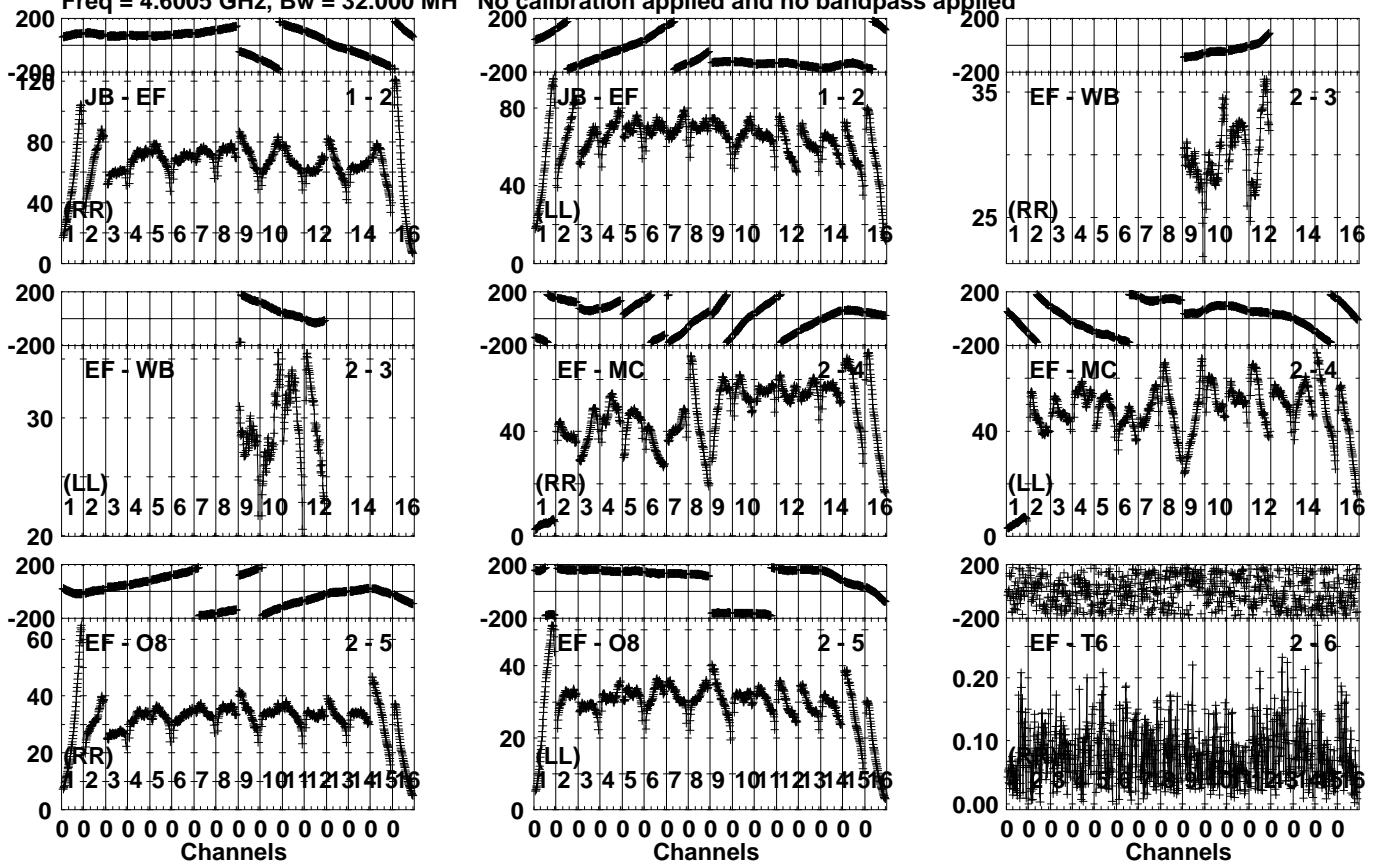 Freq = 4.6005 GHz, Bw = 32.000 MH No calibration applied and no bandpass applied
200
-200
120
80
40
0
JB - EF 1 - 2
(RR)
1 2 3 4 5 6 7 8 9 10 12 14 16
200
-200
80
40
0
JB - EF 1 - 2
(LL)
1 2 3 4 5 6 7 8 9 10 12 14 16
200
-200
35
25
EF - WB 2 - 3
(RR)
1 2 3 4 5 6 7 8 9 10 12 14 16
200
-200
30
20
EF - WB 2 - 3
(LL)
1 2 3 4 5 6 7 8 9 10 12 14 16
200
-200
40
0
EF - MC 2 - 4
(RR)
1 2 3 4 5 6 7 8 9 10 12 14 16
200
-200
40
0
EF - MC 2 - 4
(LL)
1 2 3 4 5 6 7 8 9 10 12 14 16
200
-200
60
40
20
0
EF - O8 2 - 5
(RR)
1 2 3 4 5 6 7 8 9 10 11 12 13 14 15 16
0 0 0 0 0 0 0 0 0 0 0 0 0 0 0 0
Channels
200
-200
40
20
0
EF - O8 2 - 5
(LL)
1 2 3 4 5 6 7 8 9 10 11 12 13 14 15 16
0 0 0 0 0 0 0 0 0 0 0 0 0 0 0 0
Channels
200
-200
0.20
0.10
0.00
EF - T6 2 - 6
0 0 0 0 0 0 0 0 0 0 0 0 0 0 0 0
Channels